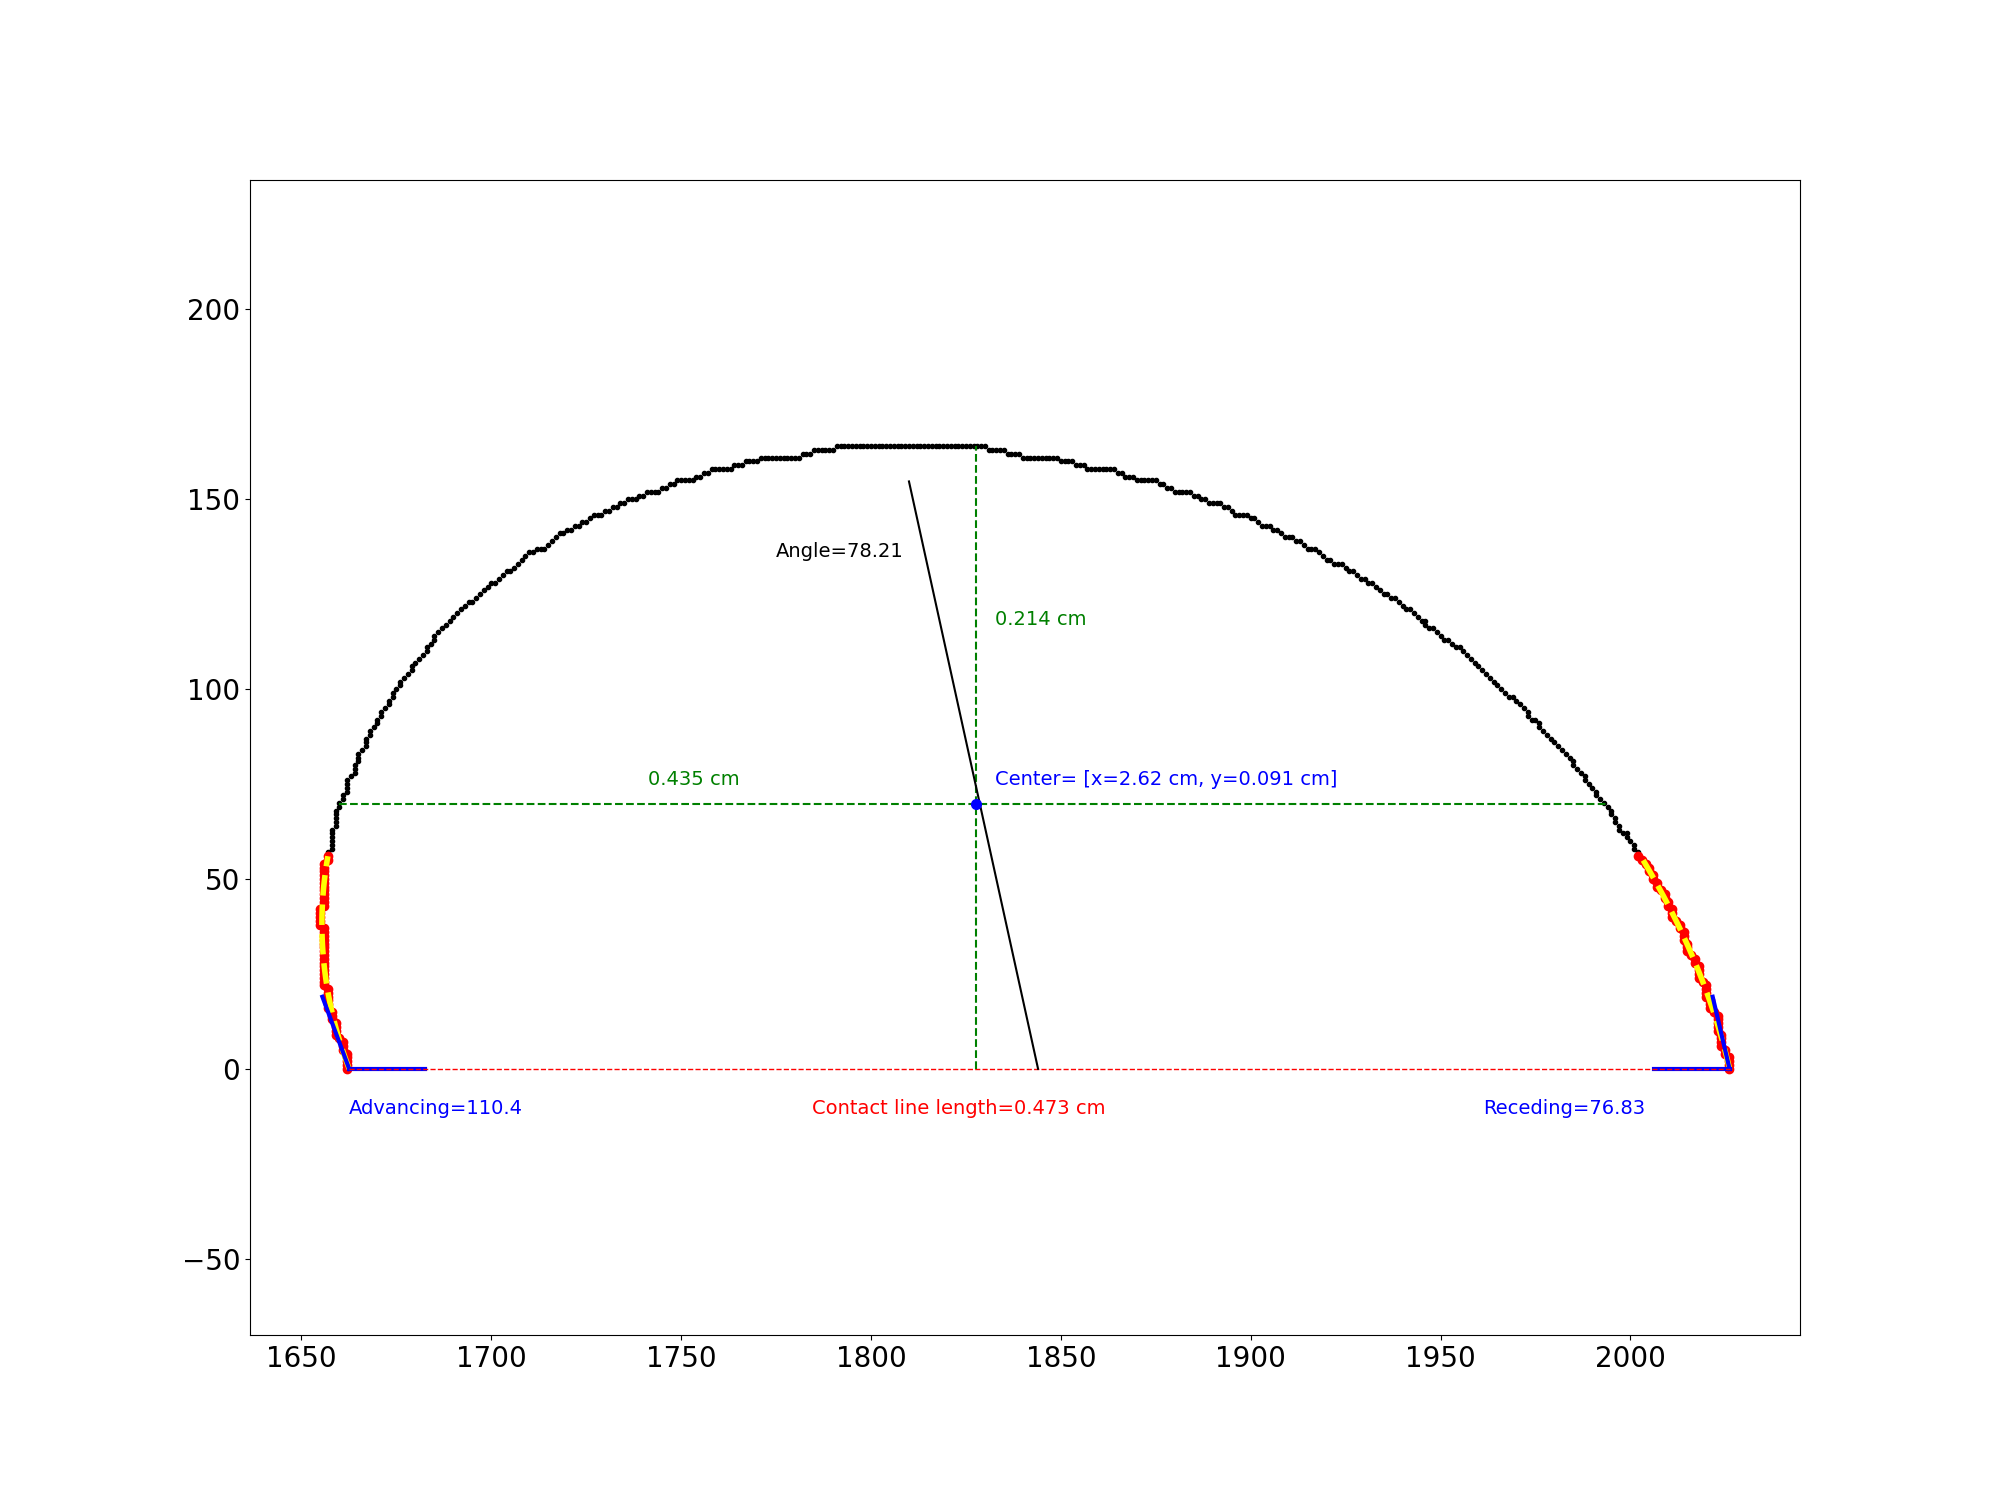 200
150
Angle=78.21
0.214 cm
100
0.435 cm
Center= [x=2.62 cm, y=0.091 cm]
50
0
Advancing=110.4
Contact line length=0.473 cm
Receding=76.83
−50
1650 1700 1750 1800 1850 1900 1950 2000